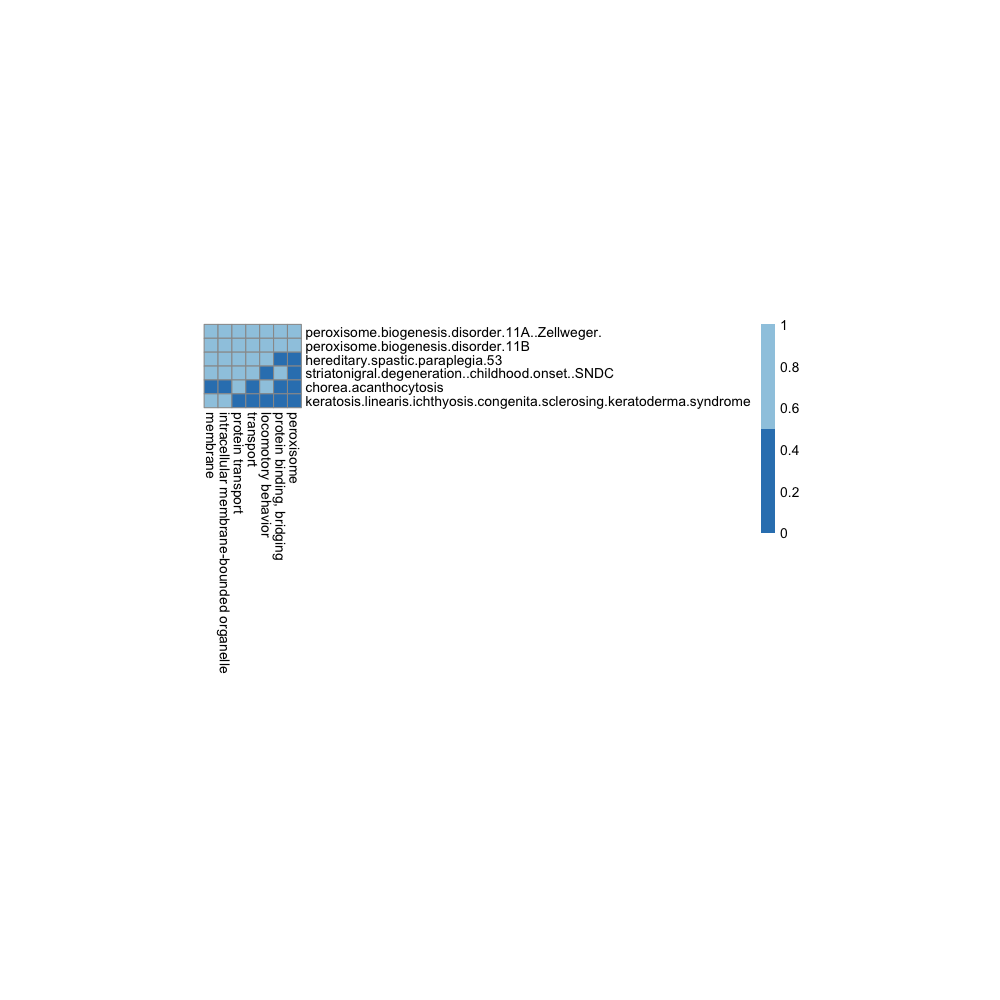 peroxisome.biogenesis.disorder.11A..Zellweger.
peroxisome.biogenesis.disorder.11B
hereditary.spastic.paraplegia.53
striatonigral.degeneration..childhood.onset..SNDC
chorea.acanthocytosis
keratosis.linearis.ichthyosis.congenita.sclerosing.keratoderma.syndrome
membrane
intracellular membrane-bounded organelle
protein transport
transport
locomotory behavior
protein binding, bridging
peroxisome
1
0.8
0.6
0.4
0.2
0